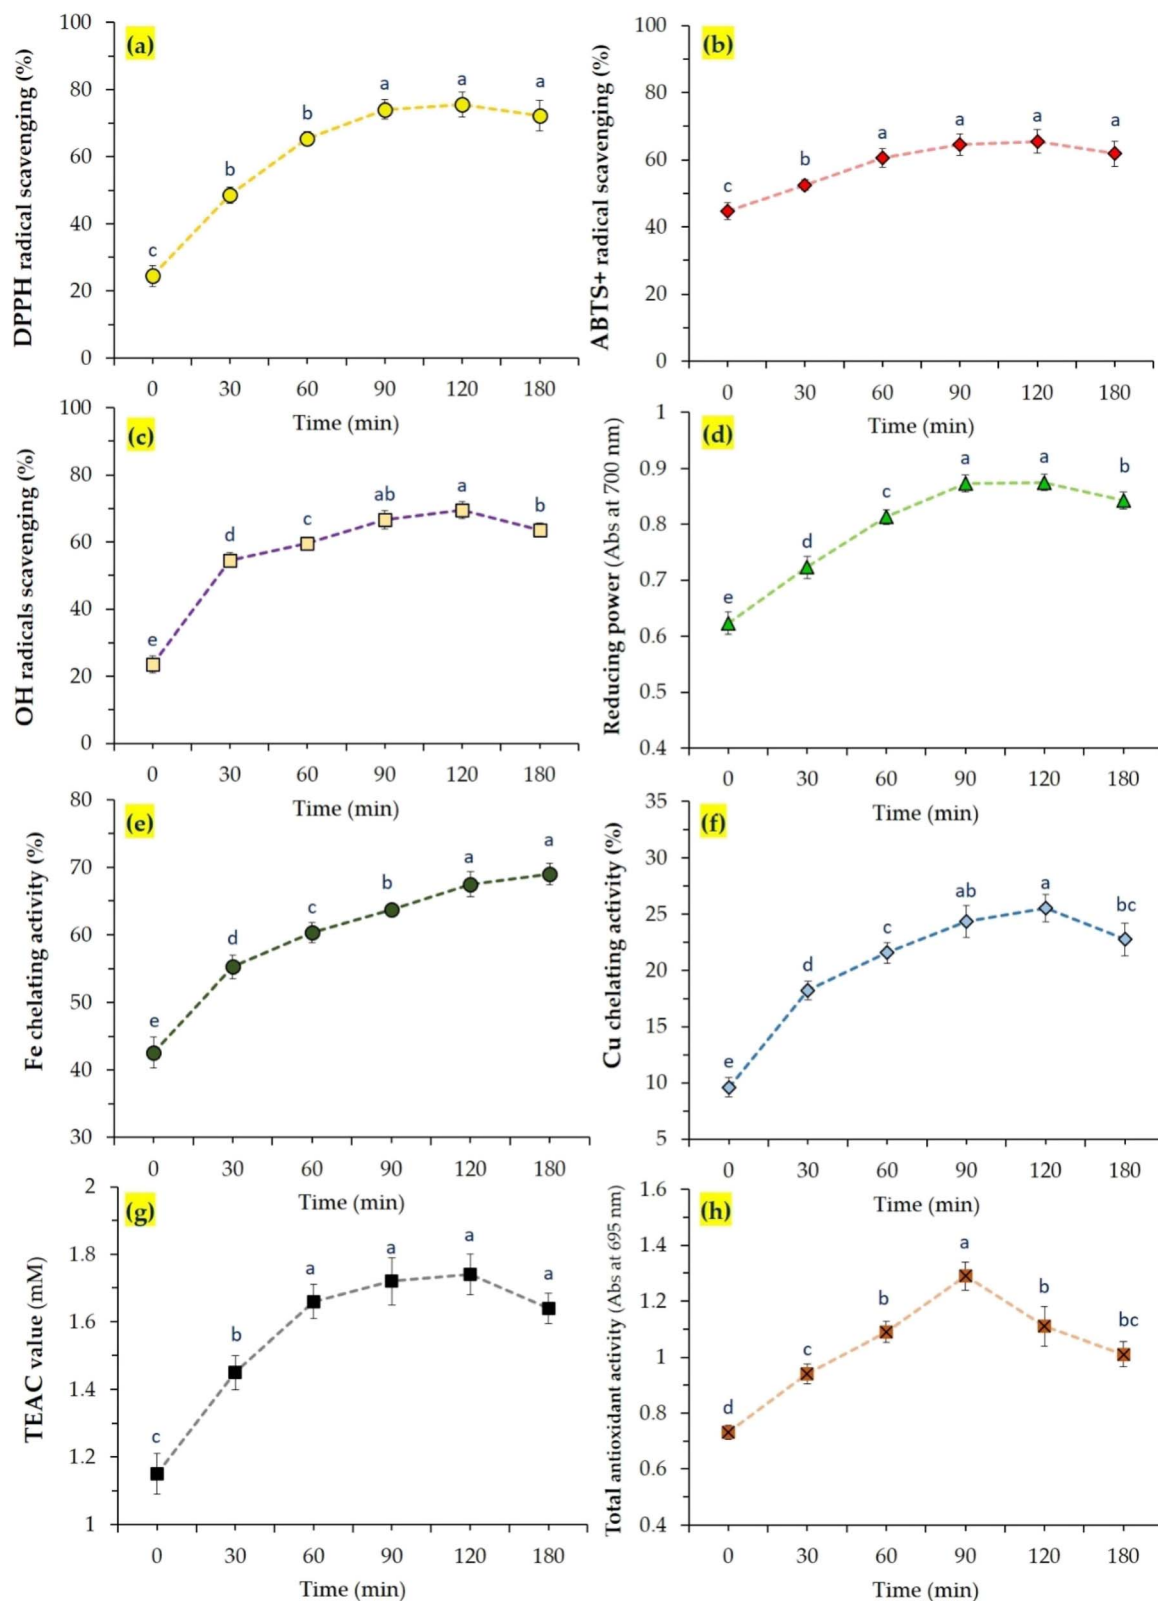 (a)
DPPH radical scavenging (%)
100
80
60
40
20
0
c
b
b
a
a
a
0 30 60 90 120 180
Time (min)
(b)
ABTS+ radical scavenging (%)
100
80
60
40
20
0
c
b
a
a
a
a
0 30 60 90 120 180
Time (min)
(c)
OH radicals scavenging (%)
100
80
60
40
20
0
e
d
c
ab
a
b
0 30 60 90 120 180
Time (min)
(d)
Reducing power (Abs at 700 nm)
1
0.9
0.8
0.7
0.6
0.5
0.4
e
d
c
a
a
b
0 30 60 90 120 180
Time (min)
(e)
Fe chelating activity (%)
80
70
60
50
40
30
e
d
c
b
a
a
0 30 60 90 120 180
Time (min)
(f)
Cu chelating activity (%)
35
30
25
20
15
10
5
e
d
c
ab
a
bc
0 30 60 90 120 180
Time (min)
(g)
TEAC value (mM)
2
1.8
1.6
1.4
1.2
1
c
b
a
a
a
a
0 30 60 90 120 180
Time (min)
(h)
Total antioxidant activity (Abs at 695 nm)
1.6
1.4
1.2
1
0.8
0.6
0.4
d
c
b
a
b
bc
0 30 60 90 120 180
Time (min)